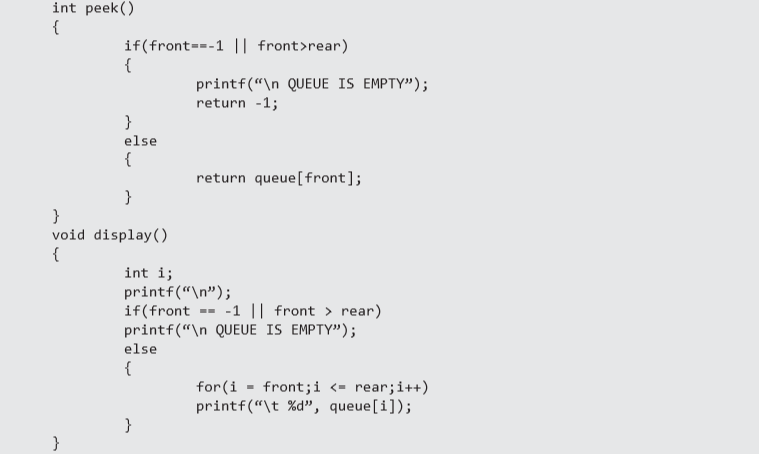 int peek()
{
if(front==-1 || front>rear)
{
printf(“\n QUEUE IS EMPTY”);
return -1;
}
else
{
return queue[front];
}
}
void display()
{
int i;
printf(“\n”);
if(front == -1 || front > rear)
printf(“\n QUEUE IS EMPTY”);
else
{
for(i = front;i <= rear;i++)
printf(“\t %d”, queue[i]);
}
}